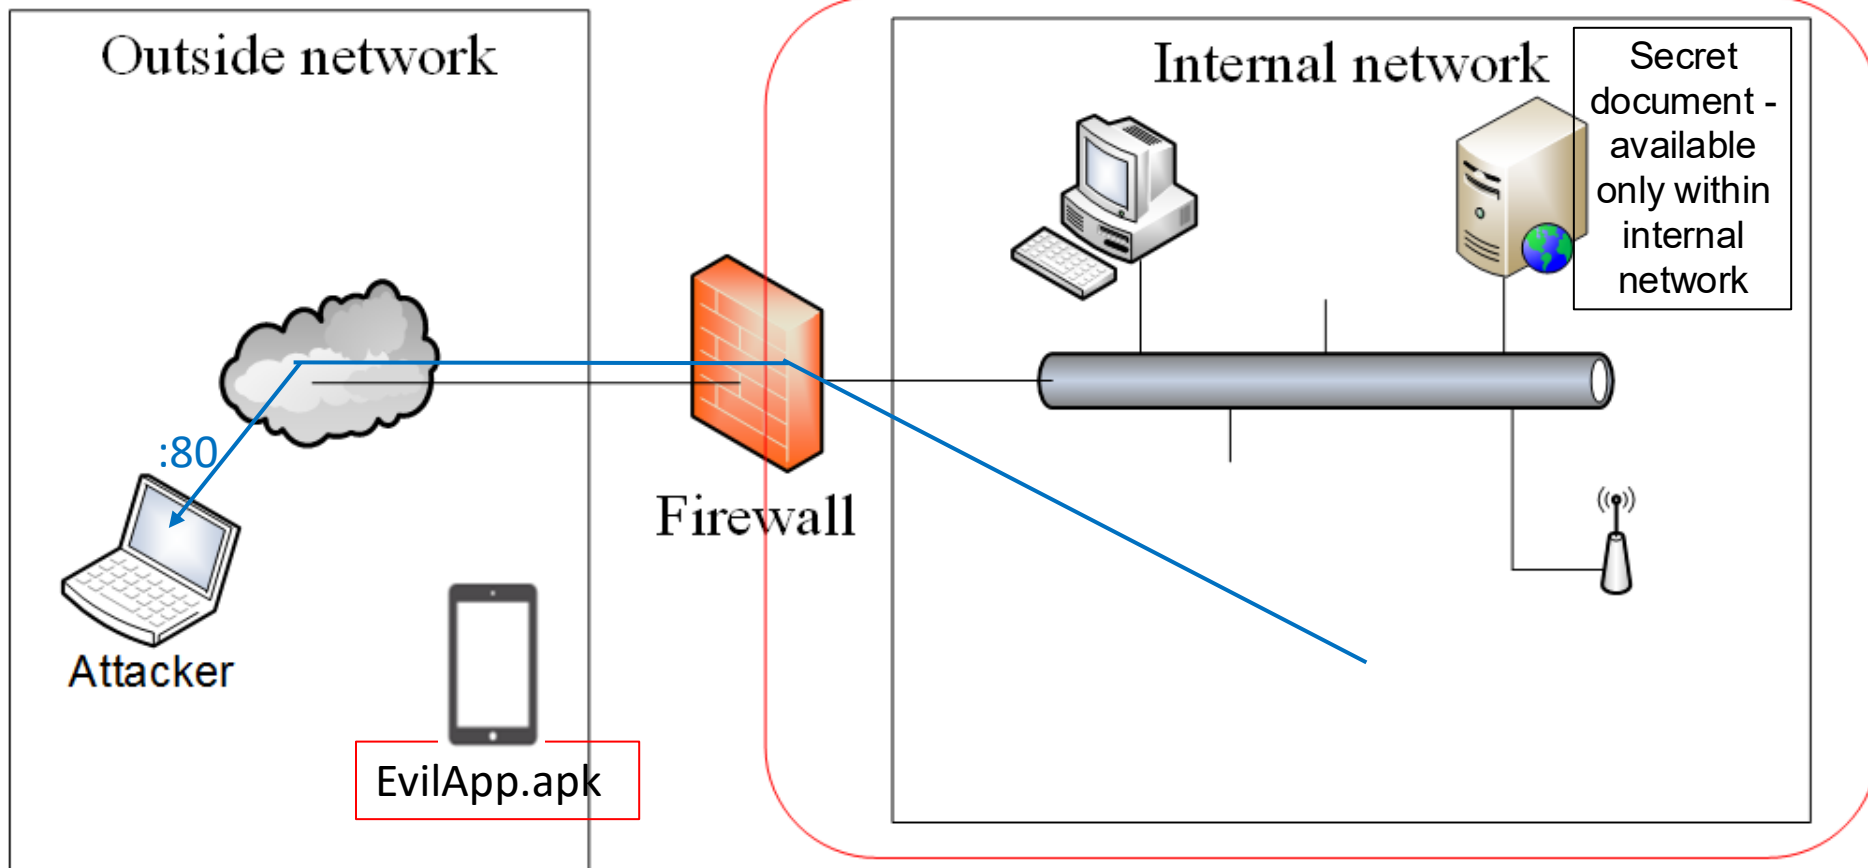 Outside network
Internal network
Secret
document -
available
only within
internal
network
:80
Firewall
Attacker
EvilApp.apk